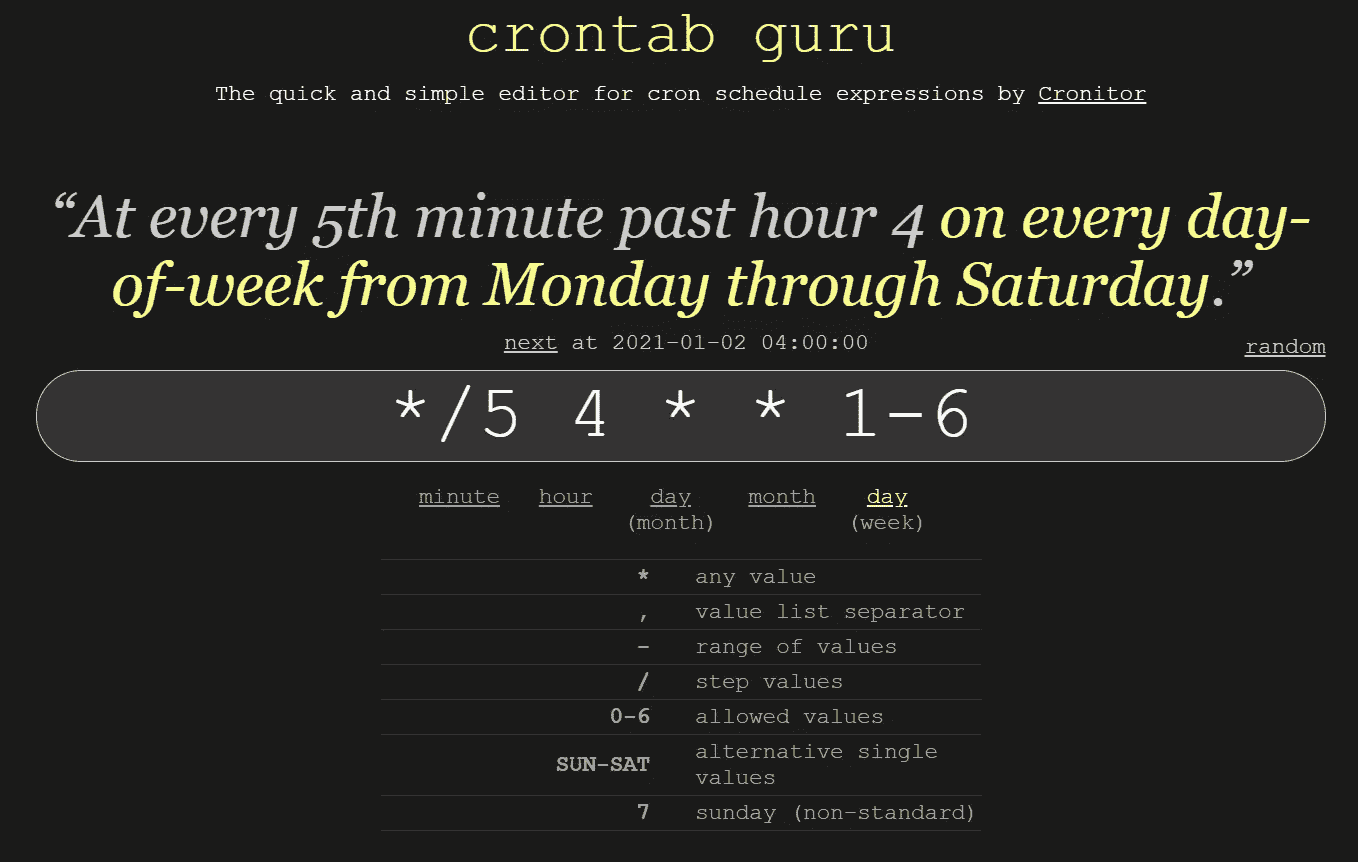 crontab guru
The quick and simple editor for cron schedule expressions by Cronitor
“At every 5th minute past hour 4 on every day-
of-week from Monday through Saturday.”
next at 2021-01-02 04:00:00
random
*/5 4 * * 1-6
minute hour day month day
(month) (week)
* any value
, value list separator
- range of values
/ step values
0-6 allowed values
SUN-SAT alternative single
values
7 sunday (non-standard)